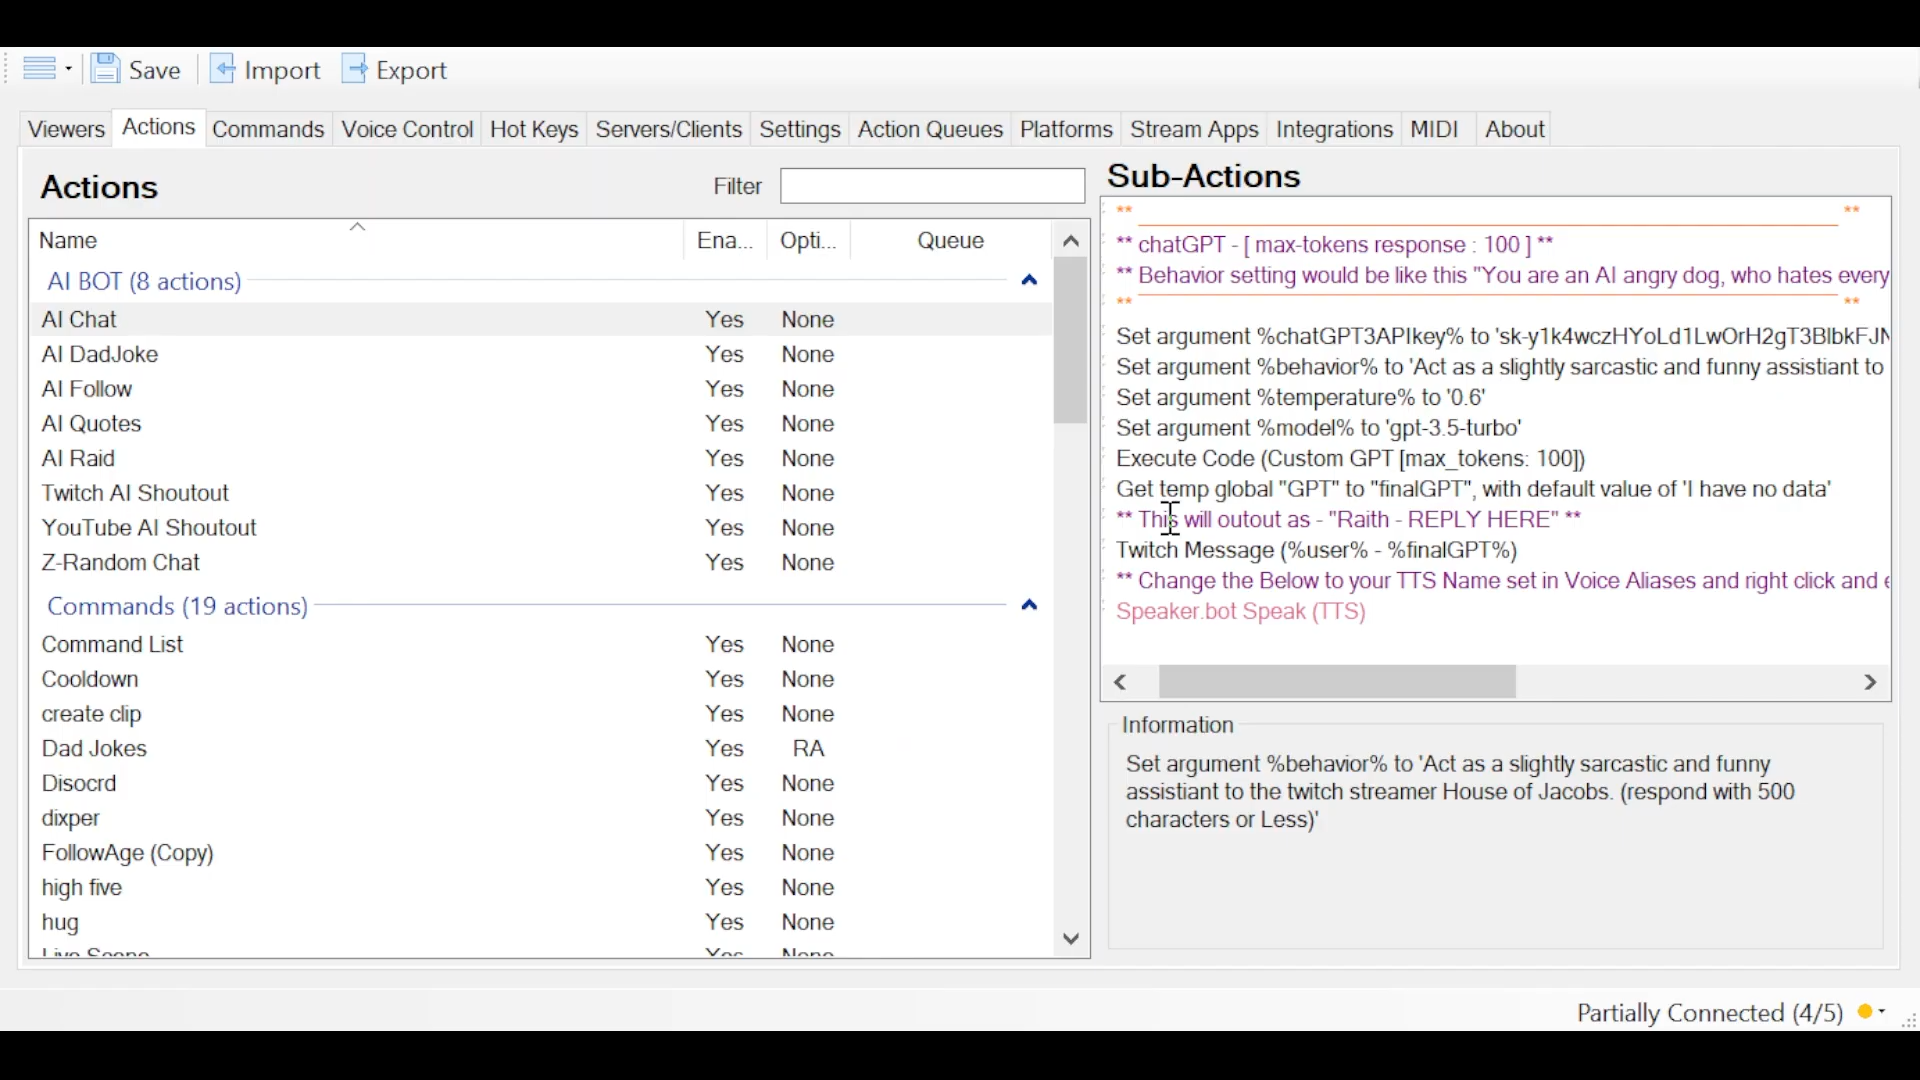 Save Import Export
Viewers Actions Commands Voice Control Hot Keys Servers/Clients Settings Action Queues Platforms Stream Apps Integrations MIDI About
Actions Filter
Name Ena... Opti... Queue
AI BOT (8 actions)
AI Chat Yes None
AI DadJoke Yes None
AI Follow Yes None
AI Quotes Yes None
AI Raid Yes None
Twitch AI Shoutout Yes None
YouTube AI Shoutout Yes None
Z-Random Chat Yes None
Commands (19 actions)
Command List Yes None
Cooldown Yes None
create clip Yes None
Dad Jokes Yes RA
Disocrd Yes None
dixper Yes None
FollowAge (Copy) Yes None
high five Yes None
hug Yes None
Live Scene Yes None
Sub-Actions
** **
** chatGPT - [ max-tokens response : 100 ] **
** Behavior setting would be like this "You are an AI angry dog, who hates every
** **
Set argument %chatGPT3APIkey% to 'sk-y1k4wczHYoLd1LwOrH2gT3BlbkFJN
Set argument %behavior% to 'Act as a slightly sarcastic and funny assistiant to
Set argument %temperature% to '0.6'
Set argument %model% to 'gpt-3.5-turbo'
Execute Code (Custom GPT [max_tokens: 100])
Get temp global "GPT" to "finalGPT", with default value of 'I have no data'
** This will outout as - "Raith - REPLY HERE" **
Twitch Message (%user% - %finalGPT%)
** Change the Below to your TTS Name set in Voice Aliases and right click and e
Speaker.bot Speak (TTS)
Information
Set argument %behavior% to 'Act as a slightly sarcastic and funny
assistiant to the twitch streamer House of Jacobs. (respond with 500
characters or Less)'
Partially Connected (4/5)